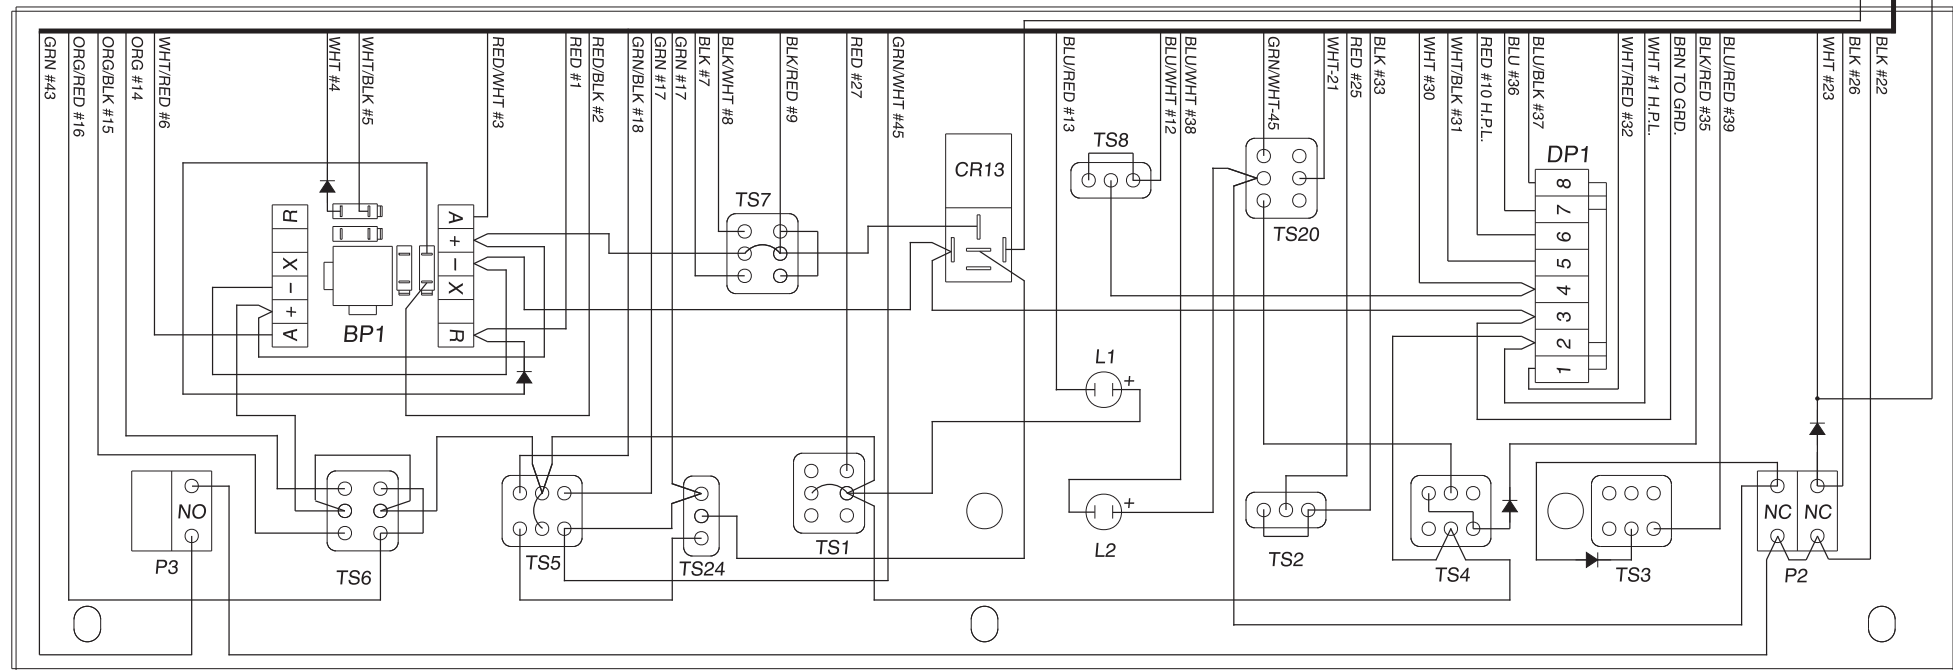 GRN #43
ORG/RED #16
ORG/BLK #15
ORG #14
WHT/RED #6
WHT #4
WHT/BLK #5
RED/WHT #3
RED #1
RED/BLK #2
GRN/BLK #18
GRN #17
GRN #17
BLK #7
BLK/WHT #8
BLK/RED #9
RED #27
GRN/WHT #45
BLU/RED #13
BLU/WHT #12
BLU/WHT #38
GRN/WHT-45
WHT-21
RED #25
BLK #33
WHT #30
WHT/BLK #31
RED #10 H.P.L.
BLU #36
BLU/BLK #37
WHT/RED #32
WHT #1 H.P.L.
BRN TO GRD.
BLK/RED #35
BLU/RED #39
WHT #23
BLK #26
BLK #22
R
X
–
+
A
BP1
A
+
–
X
R
TS7
CR13
TS8
TS20
DP1
8
7
6
5
4
3
2
1
L1
+
L2
+
NO
P3
TS6
TS5
TS24
TS1
TS2
TS4
TS3
NC
NC
P2